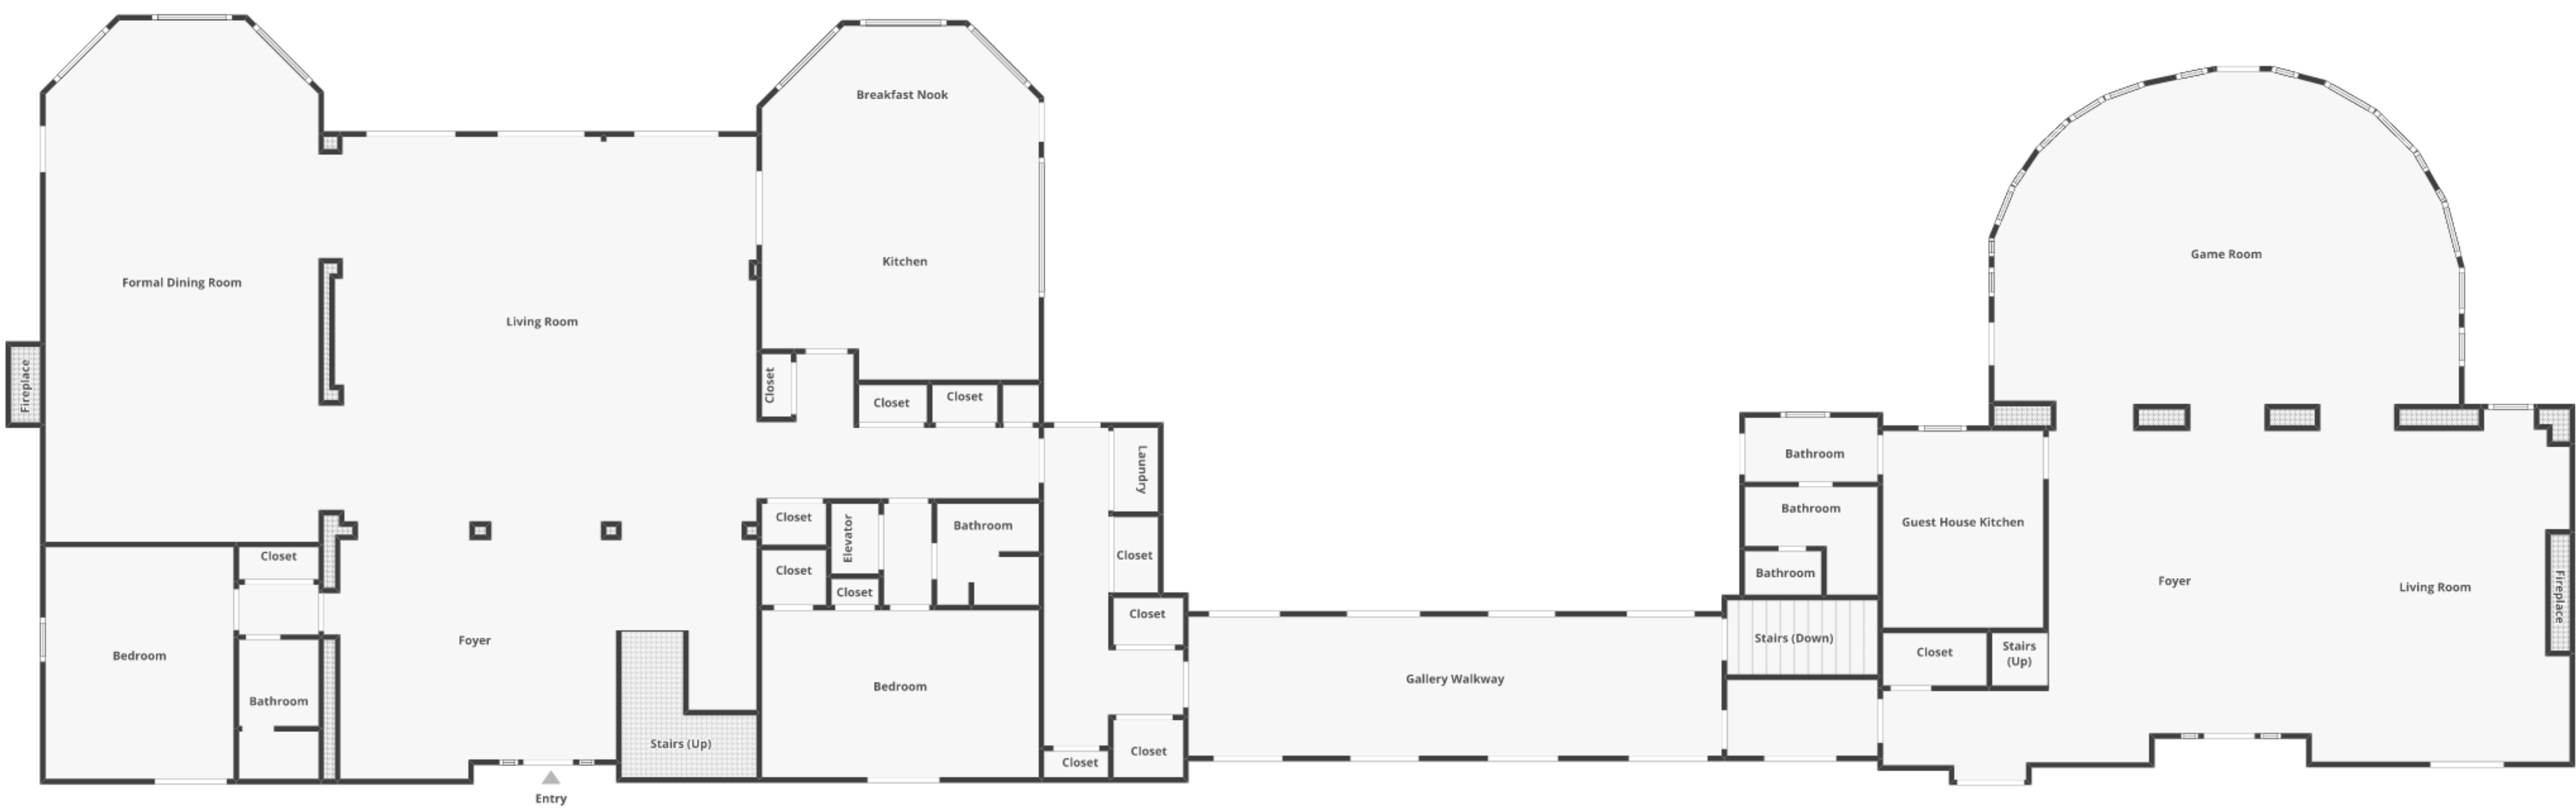 Breakfast Nook
Formal Dining Room
Living Room
Kitchen
Fireplace
Closet
Closet
Closet
Laundry
Closet
Elevator
Bathroom
Closet
Closet
Closet
Closet
Bedroom
Bathroom
Foyer
Stairs (Up)
Bedroom
Closet
Closet
Closet
Entry
Gallery Walkway
Game Room
Bathroom
Bathroom
Bathroom
Guest House Kitchen
Stairs (Down)
Closet
Stairs
(Up)
Foyer
Living Room
Fireplace